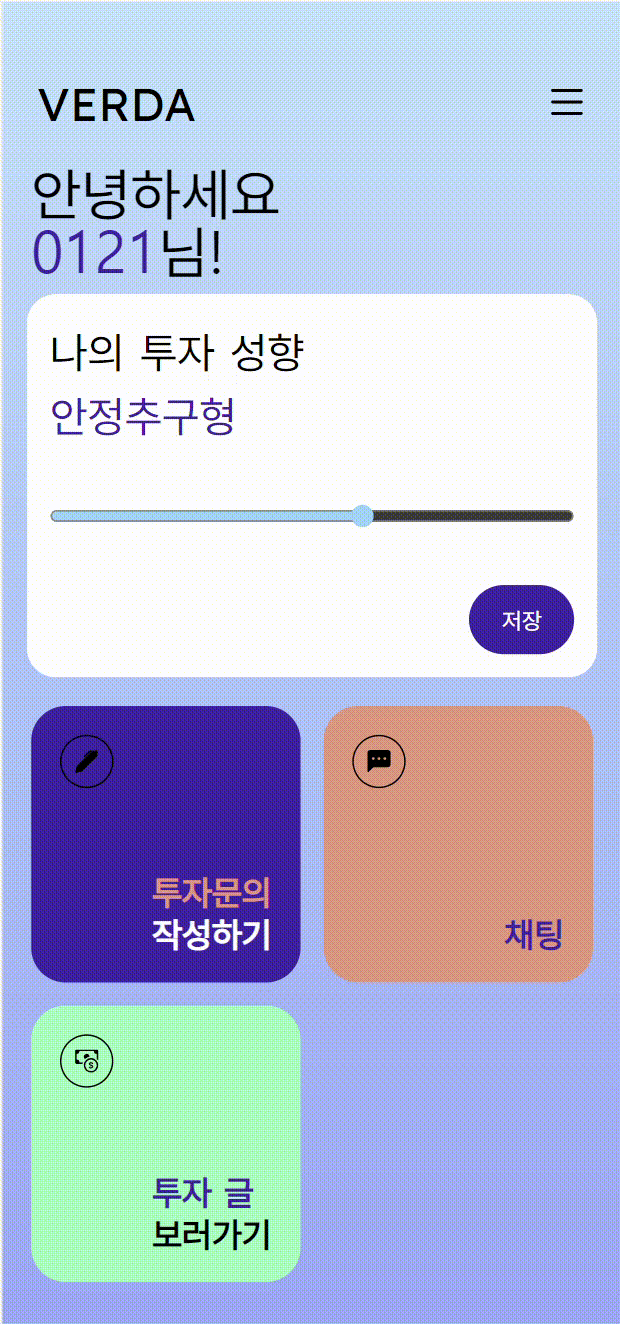 VERDA
안녕하세요
0121님!
나의 투자 성향
안정추구형
저장
투자문의
작성하기
채팅
투자 글
보러가기